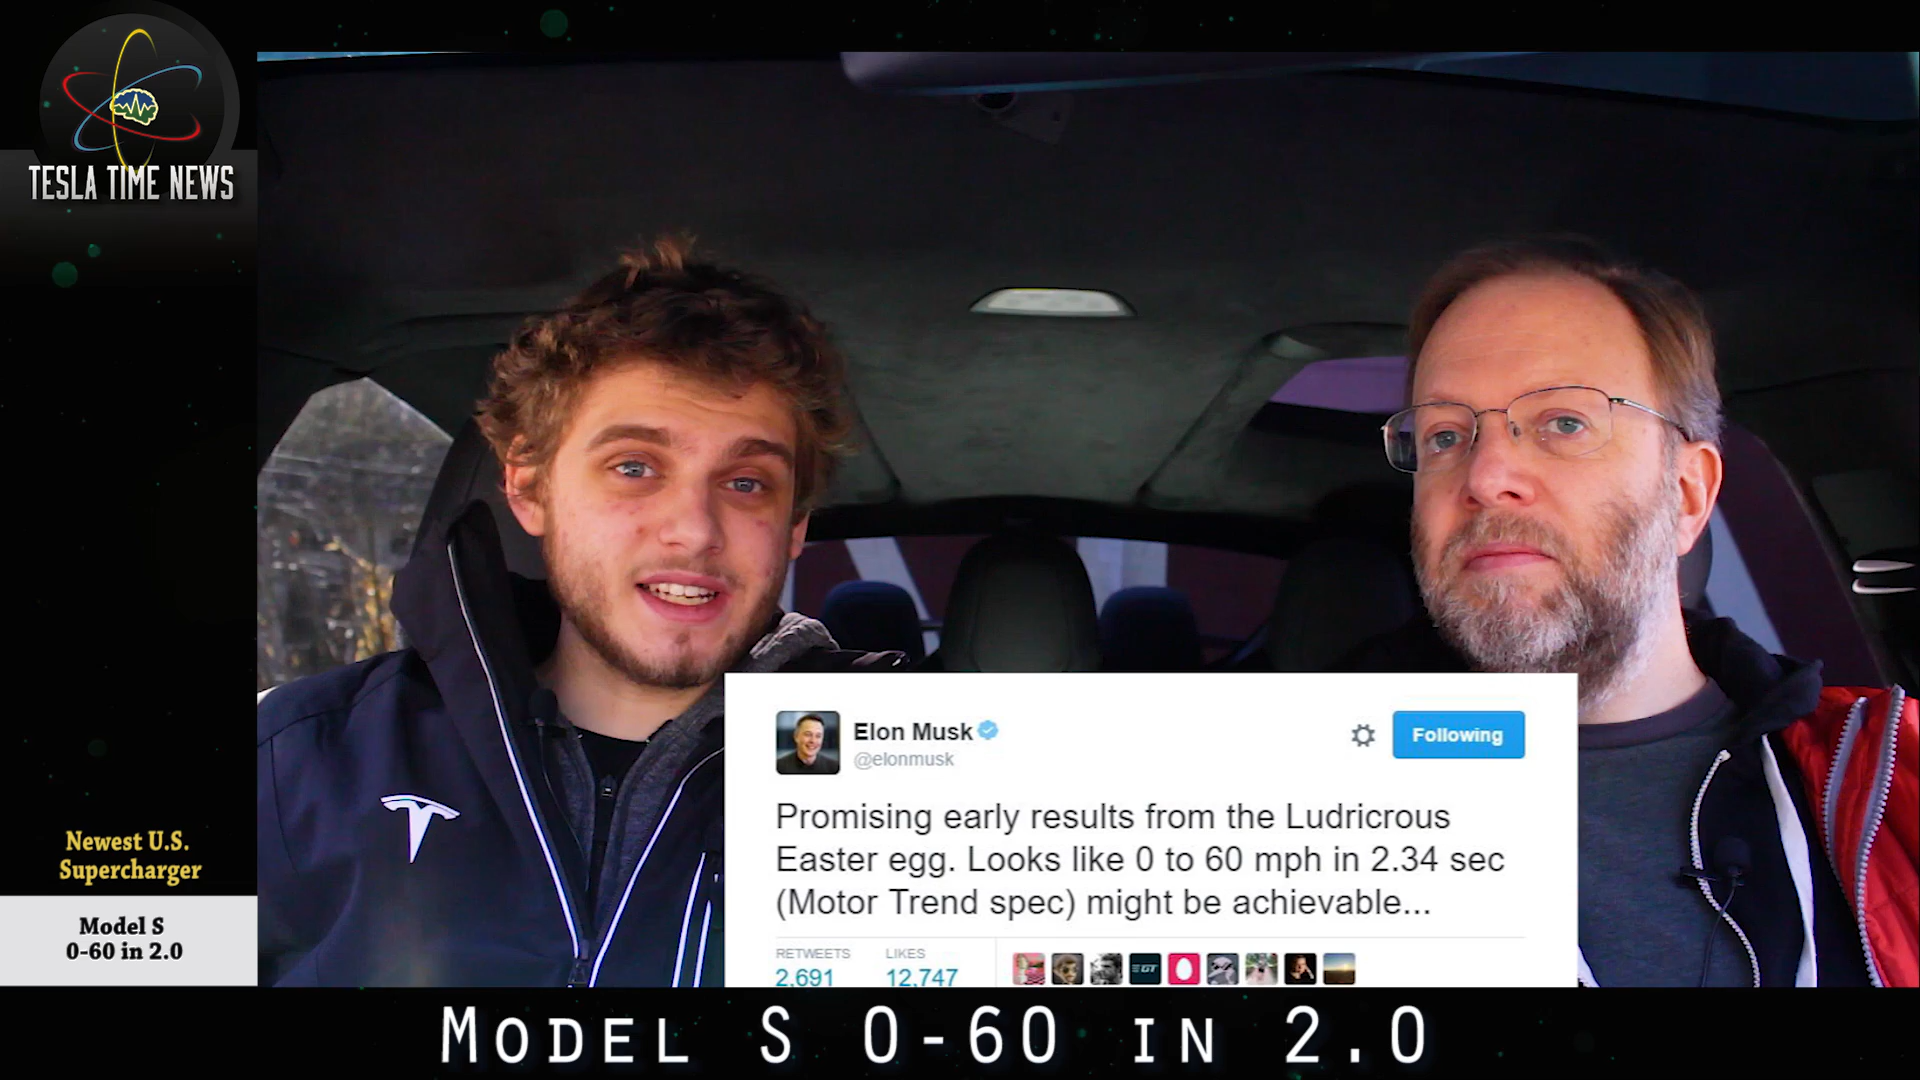 TESLA TIME NEWS
Newest U.S.
Supercharger
Model S
0-60 in 2.0
Elon Musk
@elonmusk
Following
Promising early results from the Ludricrous
Easter egg. Looks like 0 to 60 mph in 2.34 sec
(Motor Trend spec) might be achievable...
RETWEETS
2,691
LIKES
12,747
GT
MODEL S 0-60 IN 2.0